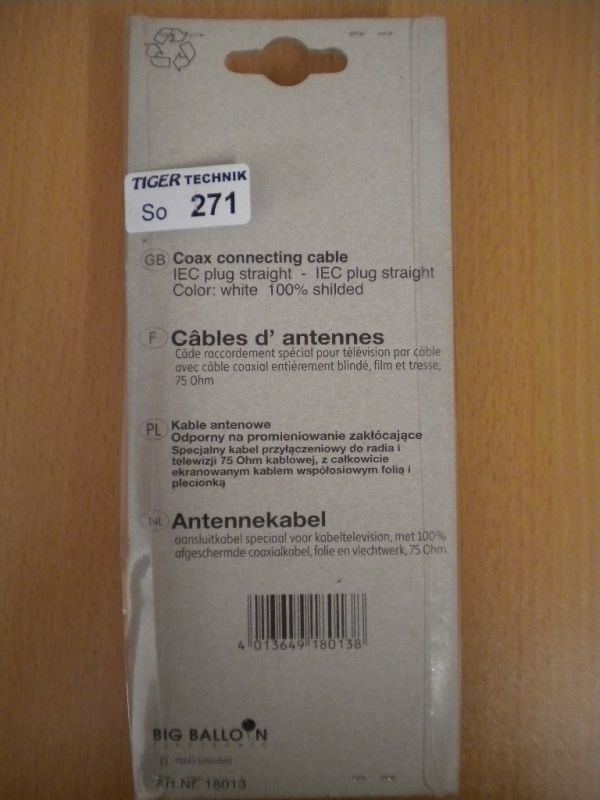 TIGER TECHNIK
So 271
GB Coax connecting cable
IEC plug straight - IEC plug straight
Color: white 100% shilded
F Câbles d' antennes
Câde raccordement spécial pour télévision par câble
avec câble coaxial entièrement blindé, film et tresse,
75 Ohm
PL Kable antenowe
Odporny na promieniowanie zakłócające
Specjalny kabel przyłączeniowy do radia i
telewizji 75 Ohm kablowej, z całkowicie
ekranowanym kablem współosiowym folią i
plecionką
NL Antennekabel
aansluitkabel speciaal voor kabeltelevision, met 100%
afgeschermde coaxialkabel, folie en vlechtwerk, 75 Ohm
4 013649 180138
BIG BALLOON
ELECTRONIC
D 91443 Scheinfeld
Art.Nr. 18013